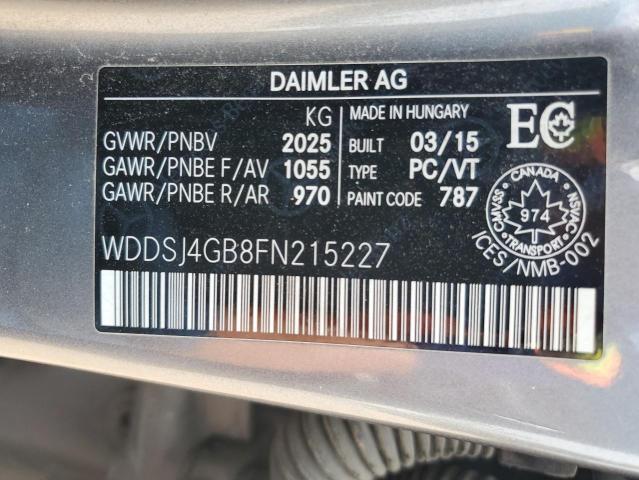 DAIMLER AG
KG
MADE IN HUNGARY
GVWR/PNBV 2025
BUILT 03/15
GAWR/PNBE F/AV 1055
TYPE PC/VT
GAWR/PNBE R/AR 970
PAINT CODE 787
EC
CANADA
CMVSS
974
NSVAC
TRANSPORT
ICES/NMB-002
WDDSJ4GB8FN215227